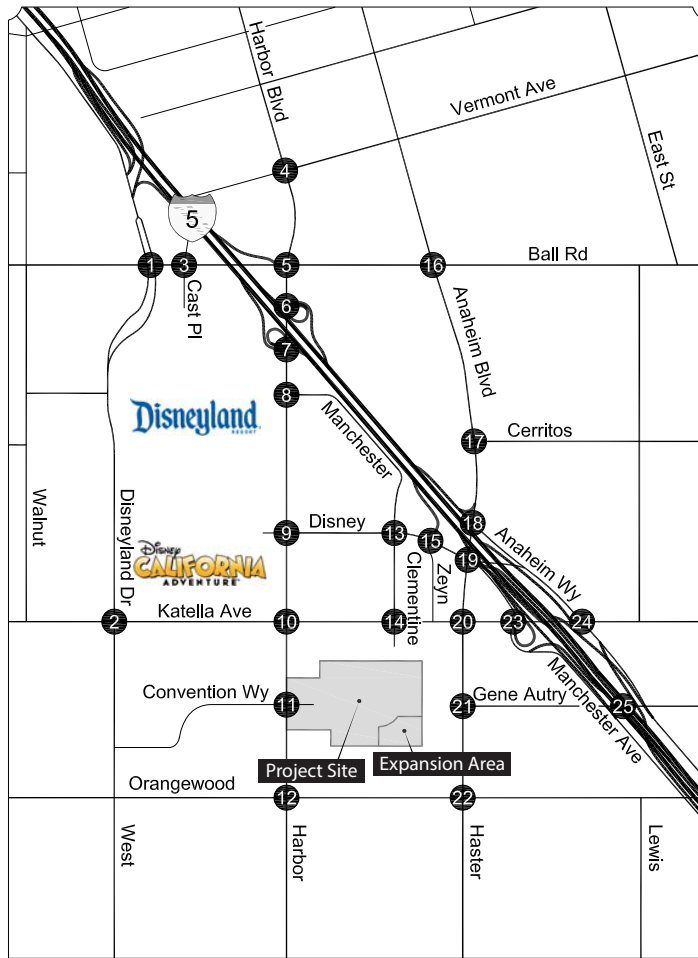 Harbor Blvd
Vermont Ave
East St
4
5
1
3
5
16
Ball Rd
Cast Pl
6
Anaheim Blvd
7
8
Manchester
Disneyland
RESORT
17
Cerritos
Walnut
Disneyland Dr
9
Disney
13
15
18
19
Anaheim Wy
Zeyn
Clementine
Disney
CALIFORNIA
ADVENTURE
2
Katella Ave
10
14
20
23
24
Convention Wy
11
21
Gene Autry
25
Manchester Ave
Project Site
Expansion Area
Orangewood
12
22
West
Harbor
Haster
Lewis